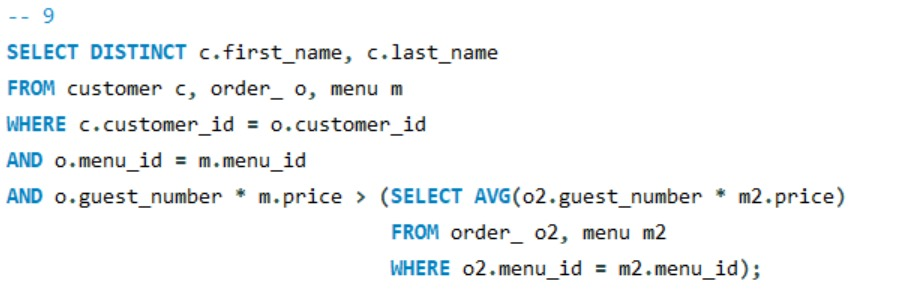 -- 9
SELECT DISTINCT c.first_name, c.last_name
FROM customer c, order_ o, menu m
WHERE c.customer_id = o.customer_id
AND o.menu_id = m.menu_id
AND o.guest_number * m.price > (SELECT AVG(o2.guest_number * m2.price)
FROM order_ o2, menu m2
WHERE o2.menu_id = m2.menu_id);